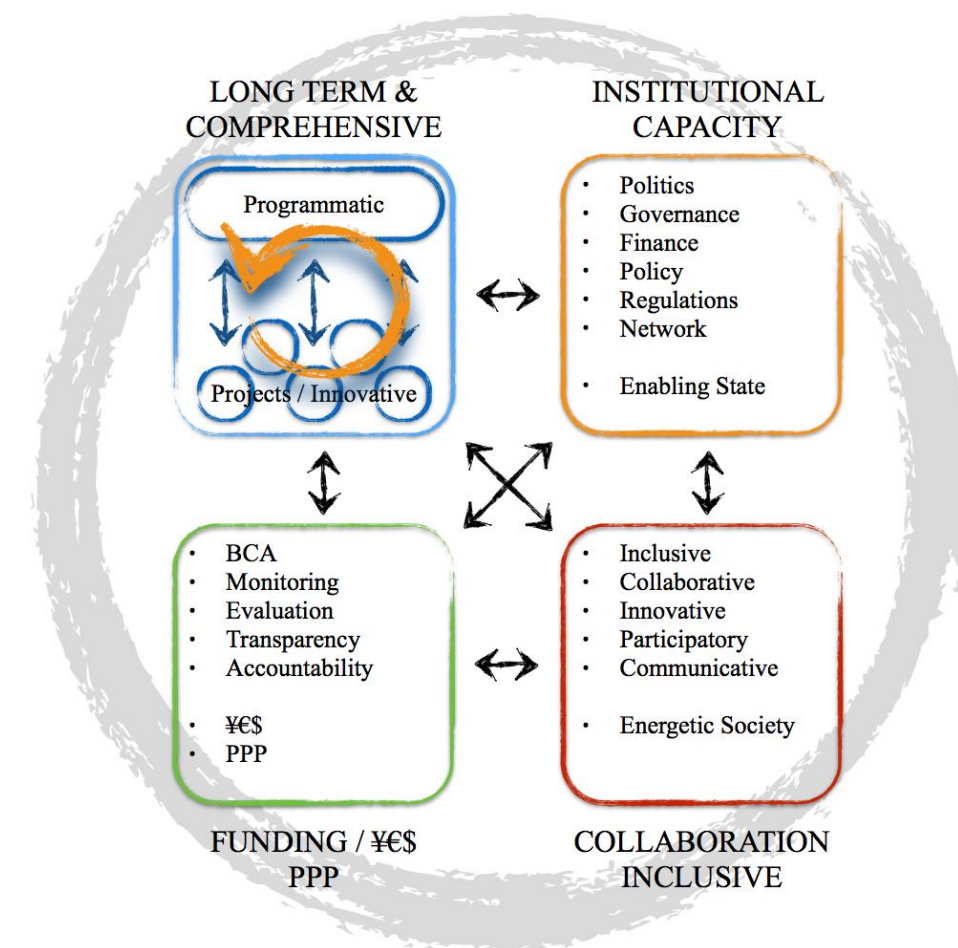 LONG TERM &
COMPREHENSIVE
Programmatic
Projects / Innovative
INSTITUTIONAL
CAPACITY
· Politics
· Governance
· Finance
· Policy
· Regulations
· Network
· Enabling State
· BCA
· Monitoring
· Evaluation
· Transparency
· Accountability
· ¥€$
· PPP
FUNDING / ¥€$
PPP
· Inclusive
· Collaborative
· Innovative
· Participatory
· Communicative
· Energetic Society
COLLABORATION
INCLUSIVE